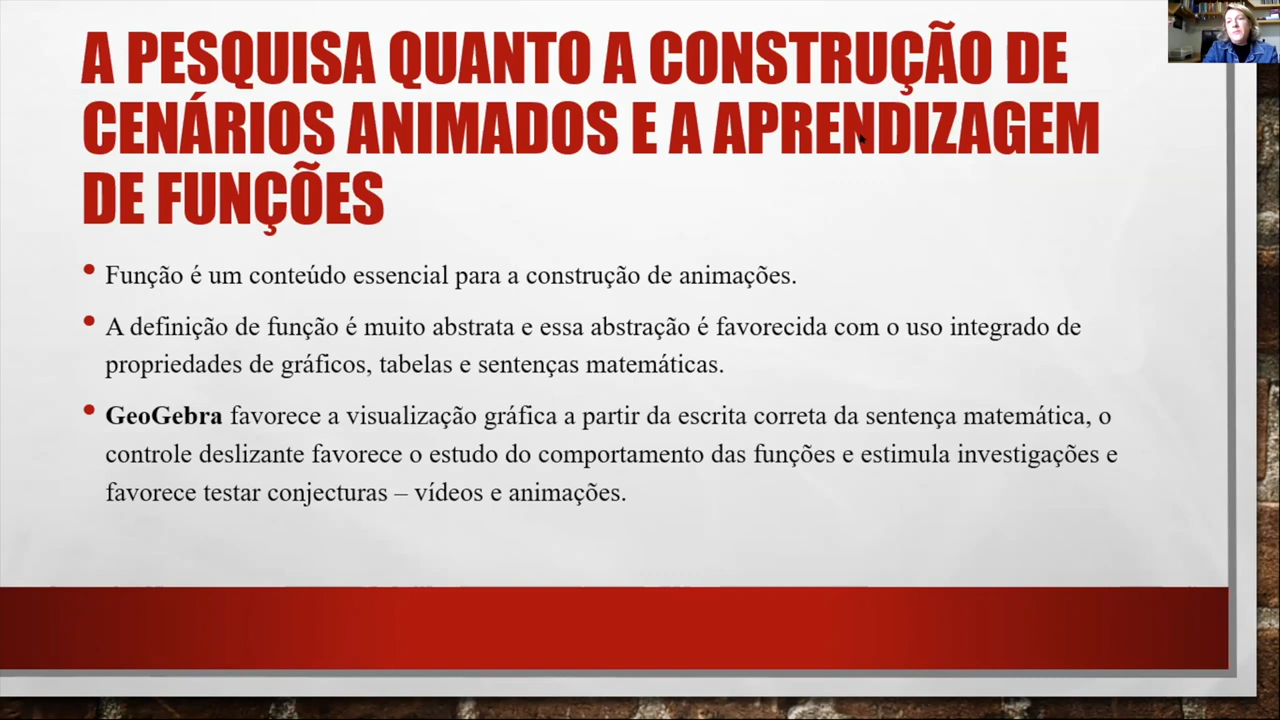 A PESQUISA QUANTO A CONSTRUÇÃO DE
CENÁRIOS ANIMADOS E A APRENDIZAGEM
DE FUNÇÕES
• Função é um conteúdo essencial para a construção de animações.
• A definição de função é muito abstrata e essa abstração é favorecida com o uso integrado de
propriedades de gráficos, tabelas e sentenças matemáticas.
• GeoGebra favorece a visualização gráfica a partir da escrita correta da sentença matemática, o
controle deslizante favorece o estudo do comportamento das funções e estimula investigações e
favorece testar conjecturas – vídeos e animações.